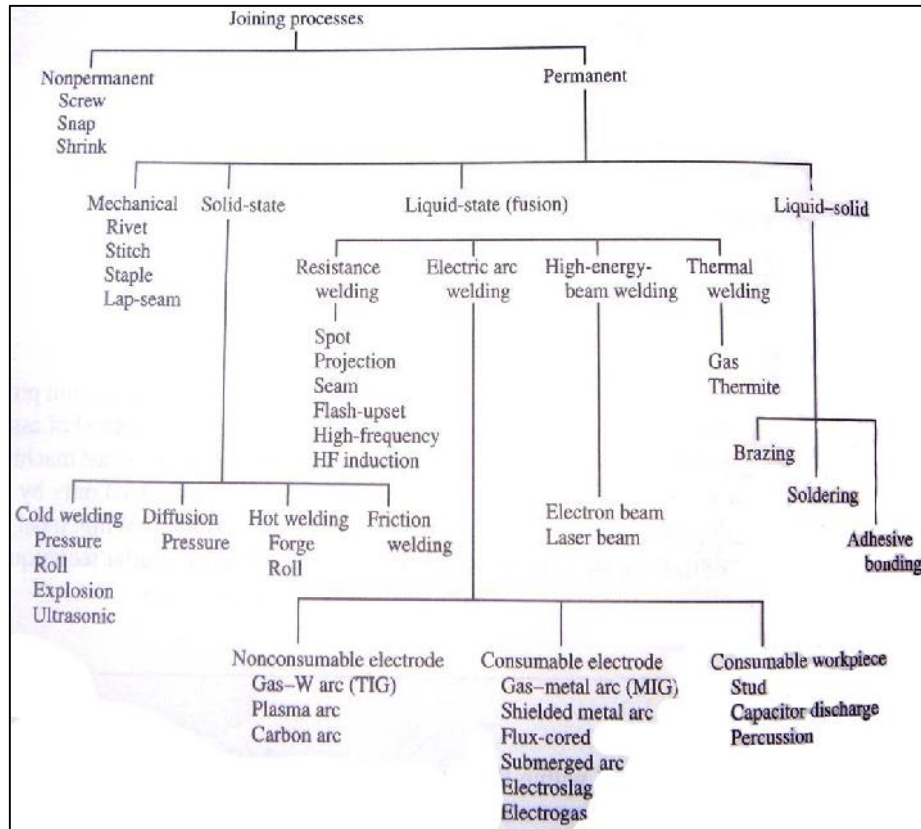 Joining processes
Nonpermanent
Screw
Snap
Shrink
Permanent
Mechanical
Rivet
Stitch
Staple
Lap-seam
Solid-state
Liquid-state (fusion)
Liquid–solid
Resistance
welding
Spot
Projection
Seam
Flash-upset
High-frequency
HF induction
Electric arc
welding
High-energy-
beam welding
Electron beam
Laser beam
Thermal
welding
Gas
Thermite
Brazing
Soldering
Adhesive
bonding
Cold welding
Pressure
Roll
Explosion
Ultrasonic
Diffusion
Pressure
Hot welding
Forge
Roll
Friction
welding
Nonconsumable electrode
Gas–W arc (TIG)
Plasma arc
Carbon arc
Consumable electrode
Gas–metal arc (MIG)
Shielded metal arc
Flux-cored
Submerged arc
Electroslag
Electrogas
Consumable workpiece
Stud
Capacitor discharge
Percussion